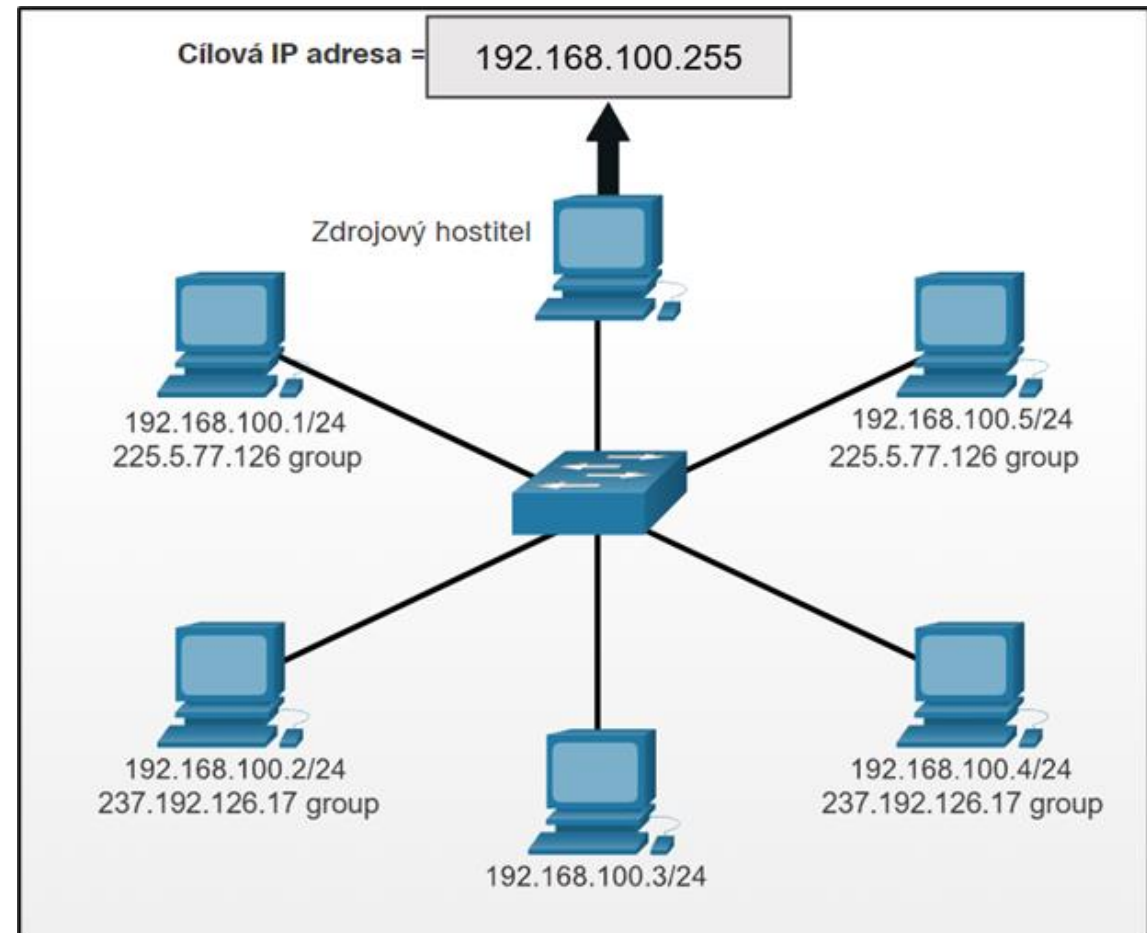 Cílová IP adresa = 192.168.100.255
Zdrojový hostitel
192.168.100.1/24
225.5.77.126 group
192.168.100.5/24
225.5.77.126 group
192.168.100.2/24
237.192.126.17 group
192.168.100.4/24
237.192.126.17 group
192.168.100.3/24